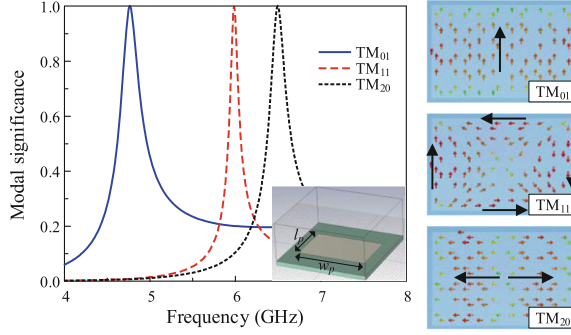 Modal significance
1.0
0.8
0.6
0.4
0.2
0.0
4
5
6
7
8
Frequency (GHz)
TM01
TM11
TM20
lp
wp
TM01
TM11
TM20